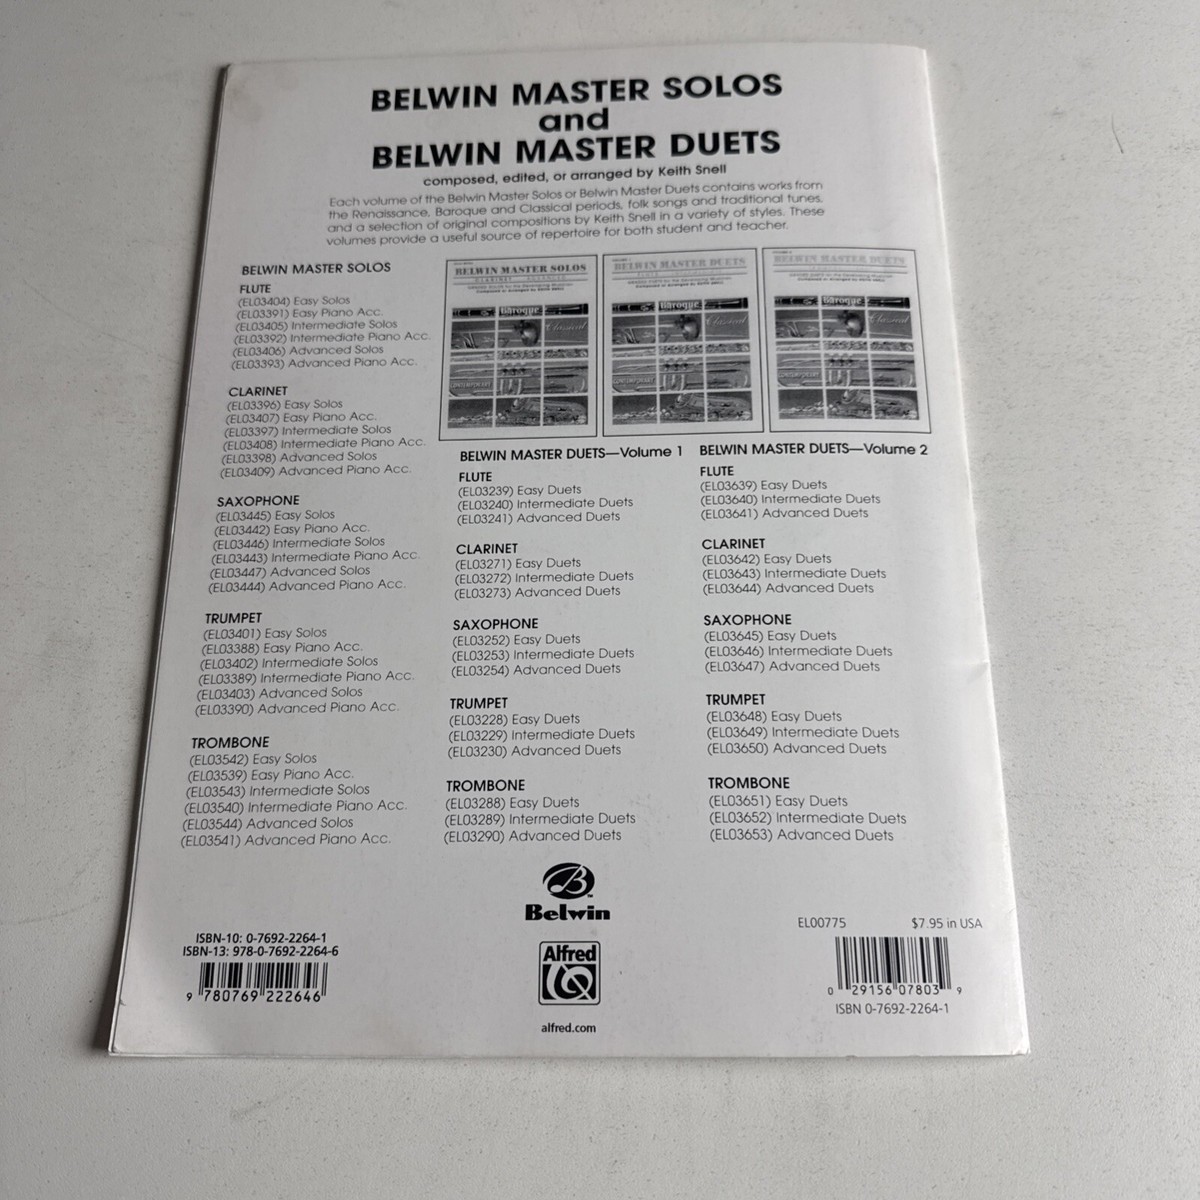 BELWIN MASTER SOLOS
and
BELWIN MASTER DUETS
composed, edited, or arranged by Keith Snell
Each volume of the Belwin Master Solos or Belwin Master Duets contains works from
the Renaissance, Baroque and Classical periods, folk songs and traditional tunes,
and a selection of original compositions by Keith Snell in a variety of styles. These
volumes provide a useful source of repertoire for both student and teacher.
BELWIN MASTER SOLOS
FLUTE
(EL03404) Easy Solos
(EL03391) Easy Piano Acc.
(EL03405) Intermediate Solos
(EL03392) Intermediate Piano Acc.
(EL03406) Advanced Solos
(EL03393) Advanced Piano Acc.
CLARINET
(EL03396) Easy Solos
(EL03407) Easy Piano Acc.
(EL03397) Intermediate Solos
(EL03408) Intermediate Piano Acc.
(EL03398) Advanced Solos
(EL03409) Advanced Piano Acc.
SAXOPHONE
(EL03445) Easy Solos
(EL03442) Easy Piano Acc.
(EL03446) Intermediate Solos
(EL03443) Intermediate Piano Acc.
(EL03447) Advanced Solos
(EL03444) Advanced Piano Acc.
TRUMPET
(EL03401) Easy Solos
(EL03388) Easy Piano Acc.
(EL03402) Intermediate Solos
(EL03389) Intermediate Piano Acc.
(EL03403) Advanced Solos
(EL03390) Advanced Piano Acc.
TROMBONE
(EL03542) Easy Solos
(EL03539) Easy Piano Acc.
(EL03543) Intermediate Solos
(EL03540) Intermediate Piano Acc.
(EL03544) Advanced Solos
(EL03541) Advanced Piano Acc.
BELWIN MASTER SOLOS
CLARINET ADVANCED
Baroque
Classical
CONTEMPORARY
BELWIN MASTER DUETS
Baroque
Classical
CONTEMPORARY
BELWIN MASTER DUETS
Baroque
Classical
BELWIN MASTER DUETS—Volume 1
FLUTE
(EL03239) Easy Duets
(EL03240) Intermediate Duets
(EL03241) Advanced Duets
CLARINET
(EL03271) Easy Duets
(EL03272) Intermediate Duets
(EL03273) Advanced Duets
SAXOPHONE
(EL03252) Easy Duets
(EL03253) Intermediate Duets
(EL03254) Advanced Duets
TRUMPET
(EL03228) Easy Duets
(EL03229) Intermediate Duets
(EL03230) Advanced Duets
TROMBONE
(EL03288) Easy Duets
(EL03289) Intermediate Duets
(EL03290) Advanced Duets
BELWIN MASTER DUETS—Volume 2
FLUTE
(EL03639) Easy Duets
(EL03640) Intermediate Duets
(EL03641) Advanced Duets
CLARINET
(EL03642) Easy Duets
(EL03643) Intermediate Duets
(EL03644) Advanced Duets
SAXOPHONE
(EL03645) Easy Duets
(EL03646) Intermediate Duets
(EL03647) Advanced Duets
TRUMPET
(EL03648) Easy Duets
(EL03649) Intermediate Duets
(EL03650) Advanced Duets
TROMBONE
(EL03651) Easy Duets
(EL03652) Intermediate Duets
(EL03653) Advanced Duets
B
Belwin
Alfred
alfred.com
ISBN-10: 0-7692-2264-1
ISBN-13: 978-0-7692-2264-6
9 780769 222646
EL00775 $7.95 in USA
0 29156 07803 9
ISBN 0-7692-2264-1